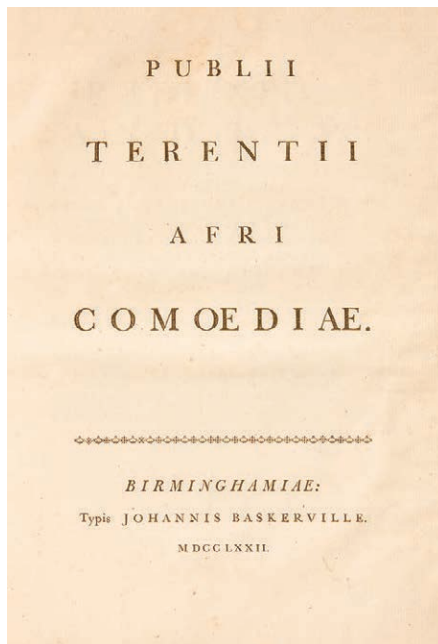 PUBLII
TERENTII
AFRI
COMOEDIAE.
BIRMINGHAMIAE:
Typis JOHANNIS BASKERVILLE.
MDCCLXXII.